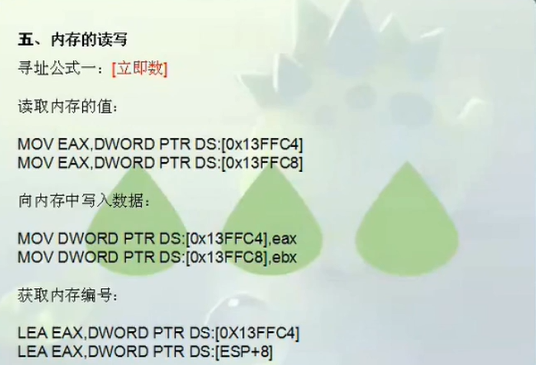 五、内存的读写
寻址公式一：[立即数]
读取内存的值：
MOV EAX,DWORD PTR DS:[0x13FFC4]
MOV EAX,DWORD PTR DS:[0x13FFC8]
向内存中写入数据：
MOV DWORD PTR DS:[0x13FFC4],eax
MOV DWORD PTR DS:[0x13FFC8],ebx
获取内存编号：
LEA EAX,DWORD PTR DS:[0X13FFC4]
LEA EAX,DWORD PTR DS:[ESP+8]